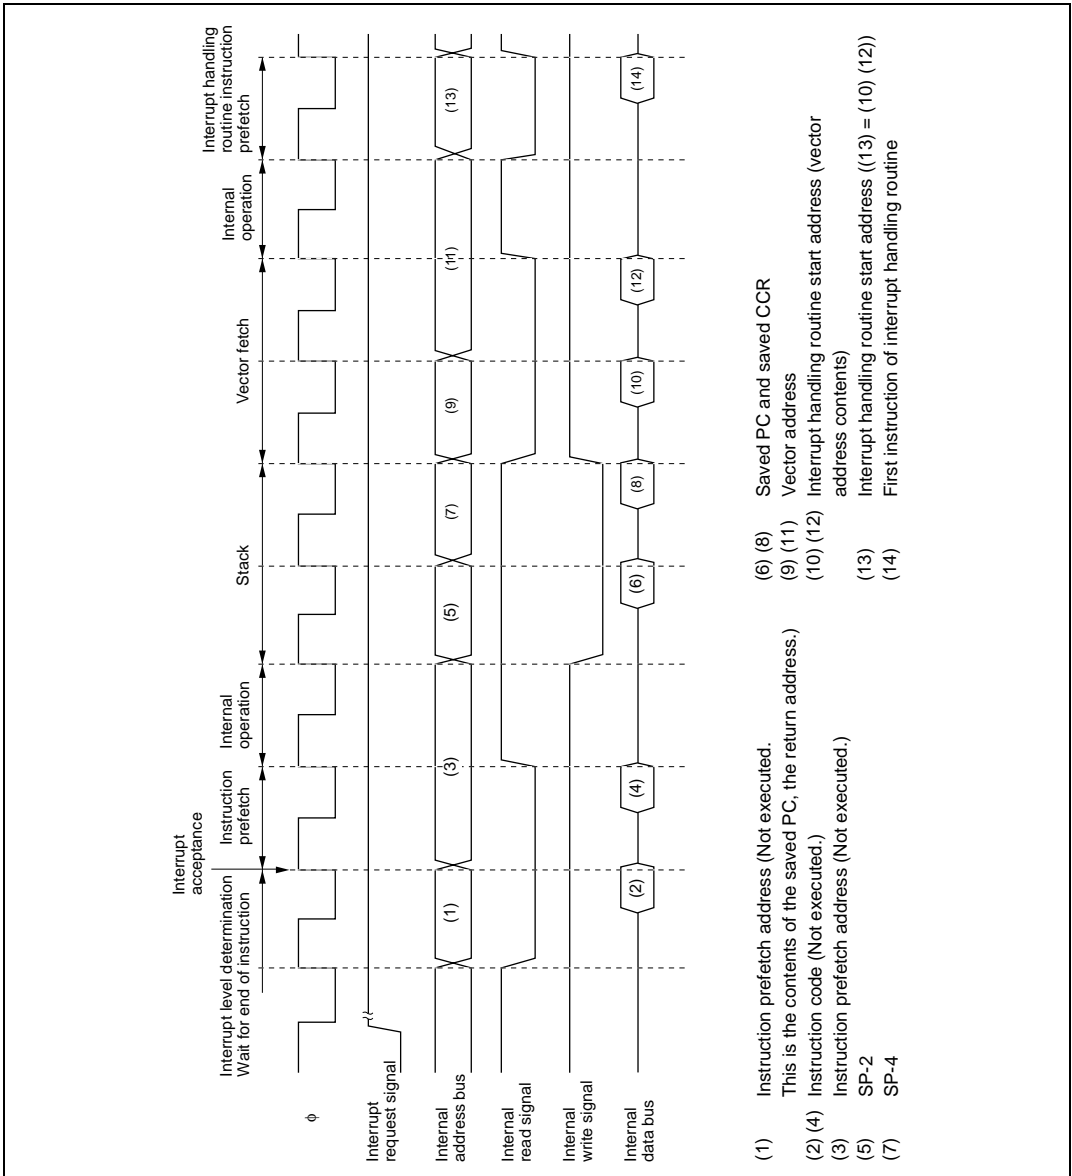 Interrupt
acceptance
Interrupt level determination
Wait for end of instruction
Instruction
prefetch
Internal
operation
Stack
Vector fetch
Internal
operation
Interrupt handling
routine instruction
prefetch
φ
Interrupt
request signal
Internal
address bus
(1)
(3)
(5)
(7)
(9)
(11)
(13)
Internal
read signal
Internal
write signal
Internal
data bus
(2)
(4)
(6)
(8)
(10)
(12)
(14)
(1) Instruction prefetch address (Not executed.
This is the contents of the saved PC, the return address.)
(2) (4) Instruction code (Not executed.)
(3) Instruction prefetch address (Not executed.)
(5) SP-2
(7) SP-4
(6) (8) Saved PC and saved CCR
(9) (11) Vector address
(10) (12) Interrupt handling routine start address (vector
address contents)
(13) Interrupt handling routine start address ((13) = (10) (12))
(14) First instruction of interrupt handling routine